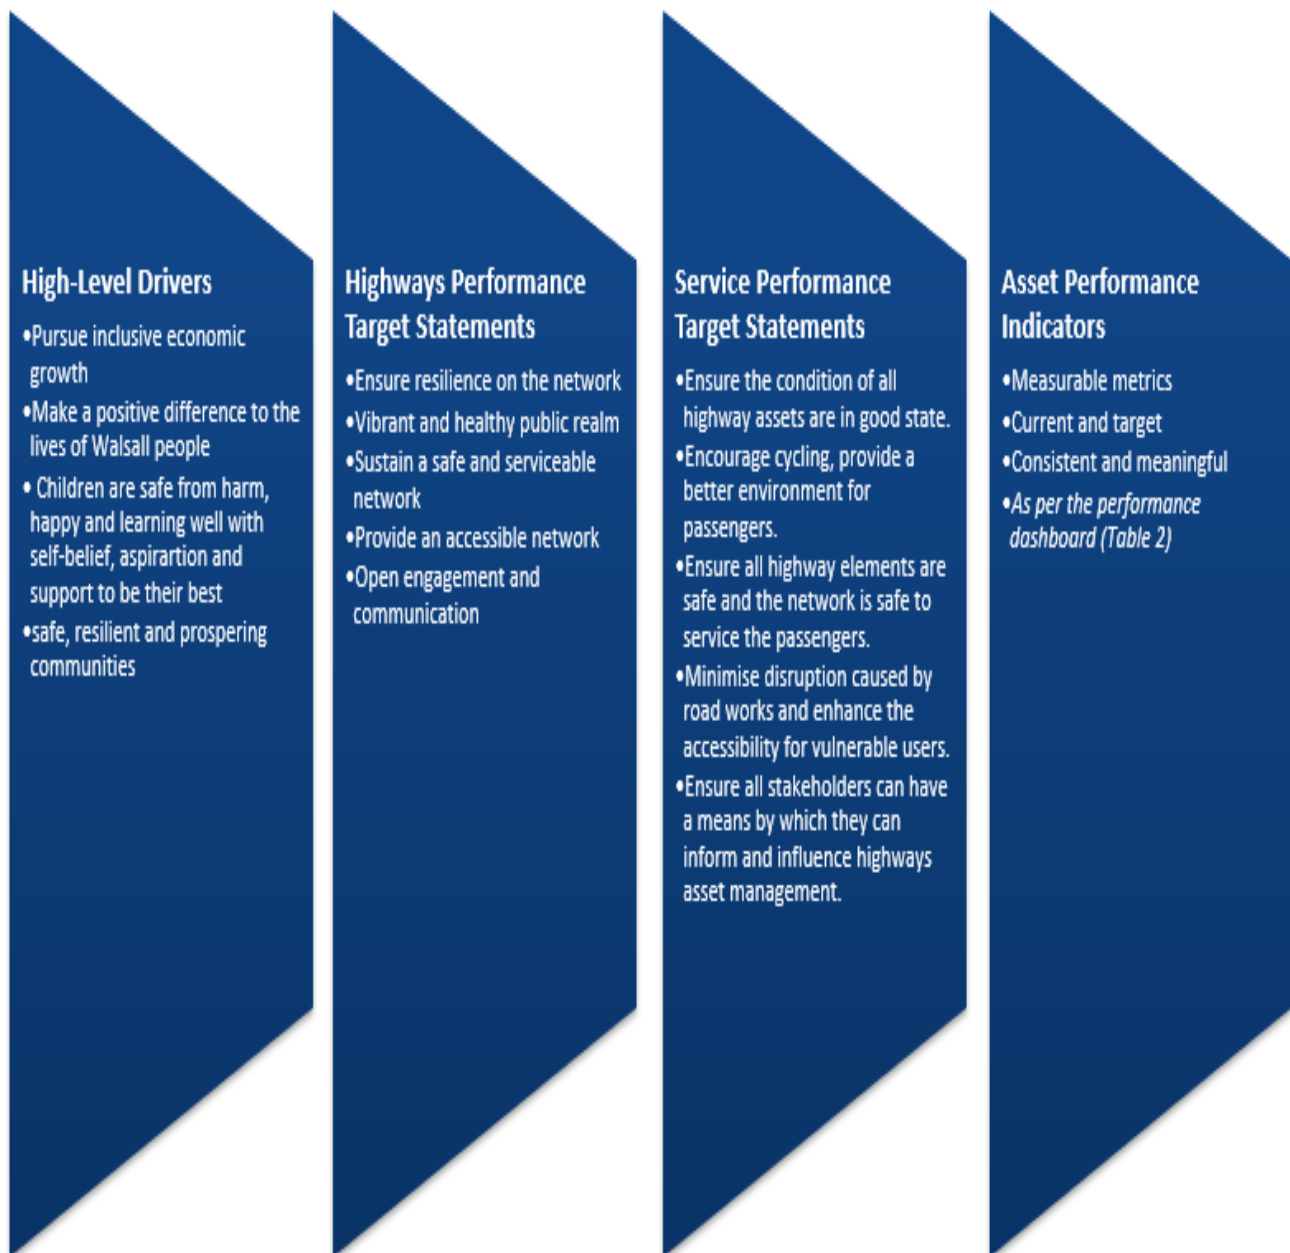 High-Level Drivers
•Pursue inclusive economic
growth
•Make a positive difference to the
lives of Walsall people
• Children are safe from harm,
happy and learning well with
self-belief, aspirartion and
support to be their best
•safe, resilient and prospering
communities
Highways Performance
Target Statements
•Ensure resilience on the network
•Vibrant and healthy public realm
•Sustain a safe and serviceable
network
•Provide an accessible network
•Open engagement and
communication
Service Performance
Target Statements
•Ensure the condition of all
highway assets are in good state.
•Encourage cycling, provide a
better environment for
passengers.
•Ensure all highway elements are
safe and the network is safe to
service the passengers.
•Minimise disruption caused by
road works and enhance the
accessibility for vulnerable users.
•Ensure all stakeholders can have
a means by which they can
inform and influence highways
asset management.
Asset Performance
Indicators
•Measurable metrics
•Current and target
•Consistent and meaningful
•As per the performance
dashboard (Table 2)